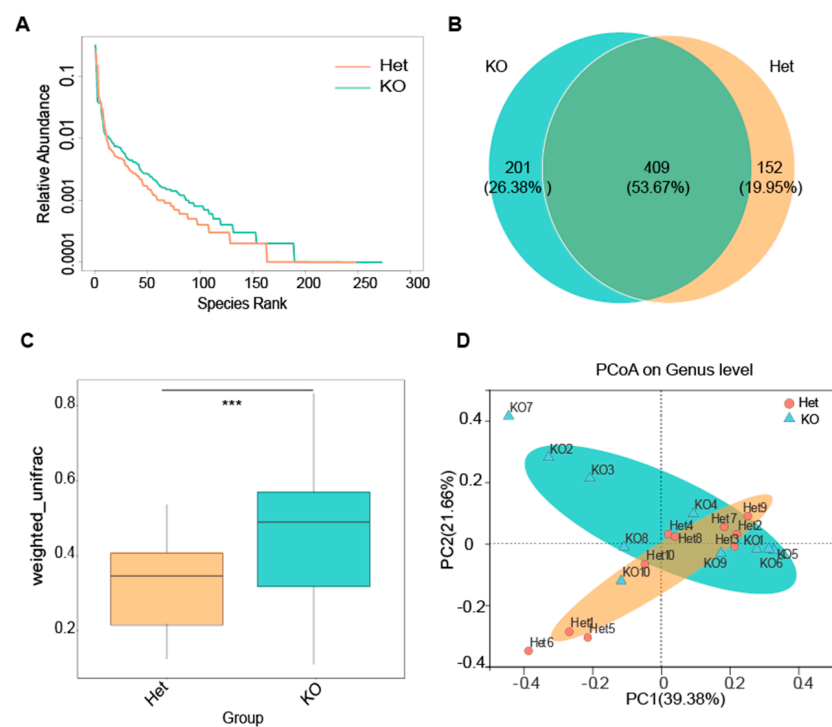 A
Het
KO
0.1
0.01
0.001
0.0001
Relative Abundance
0 50 100 150 200 250 300
Species Rank
B
KO
Het
201
(26.38% )
409
(53.67%)
152
(19.95%)
C
***
0.8
0.6
0.4
0.2
weighted_unifrac
Het
KO
Group
D
PCoA on Genus level
Het
KO
KO7
KO2
KO3
KO4
Het9
Het7
Het2
Het4
Het8
Het3
KO1
KO5
KO8
KO9
KO6
Het10
KO10
Het1
Het5
Het6
0.4
0.2
0
-0.2
-0.4
PC2(21.66%)
-0.4 -0.2 0 0.2 0.4
PC1(39.38%)